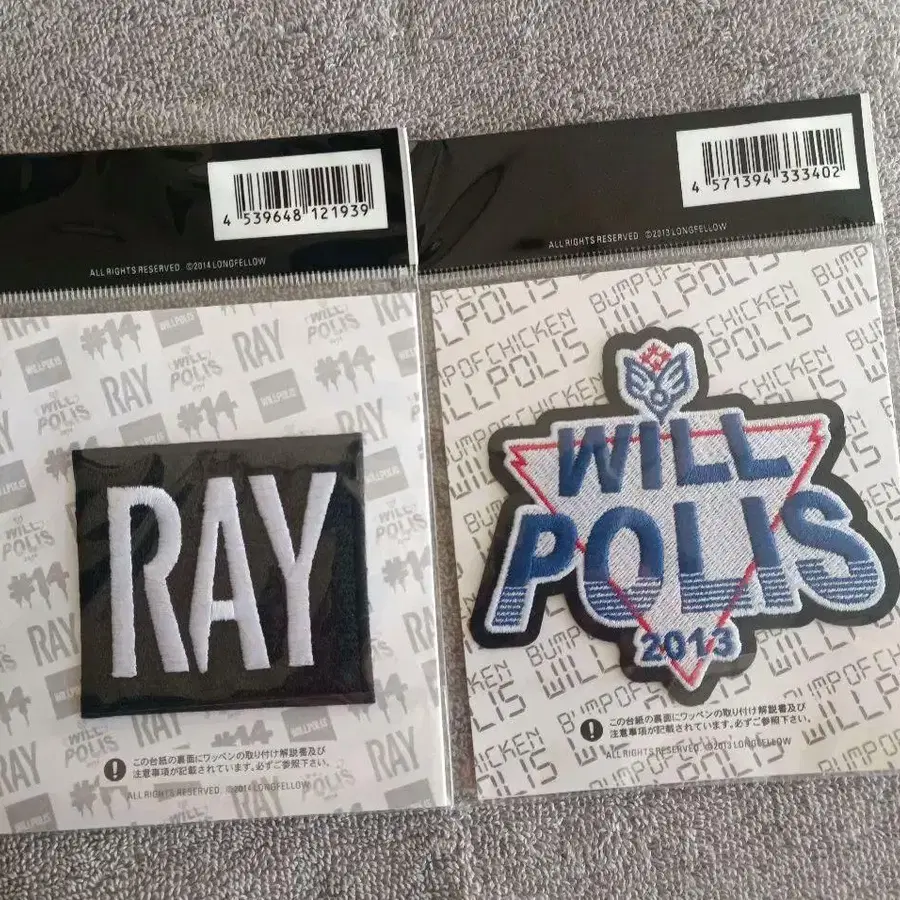 4 539648 121939
ALL RIGHTS RESERVED. ©2014 LONGFELLOW
#14
WILLPOLIS
WILL
POLIS
RAY
RAY
この台紙の裏面にワッペンの取り付け解説書及び
注意事項が記載されています。必ずご参照下さい。
ALL RIGHTS RESERVED. ©2014 LONGFELLOW
4 571394 333402
ALL RIGHTS RESERVED. ©2013 LONGFELLOW
BUMP OF CHICKEN
WILLPOLIS
WILL
POLIS
2013
この台紙の裏面にワッペンの取り付け解説書及び
注意事項が記載されています。必ずご参照下さい。
ALL RIGHTS RESERVED. ©2013 LONGFELLOW